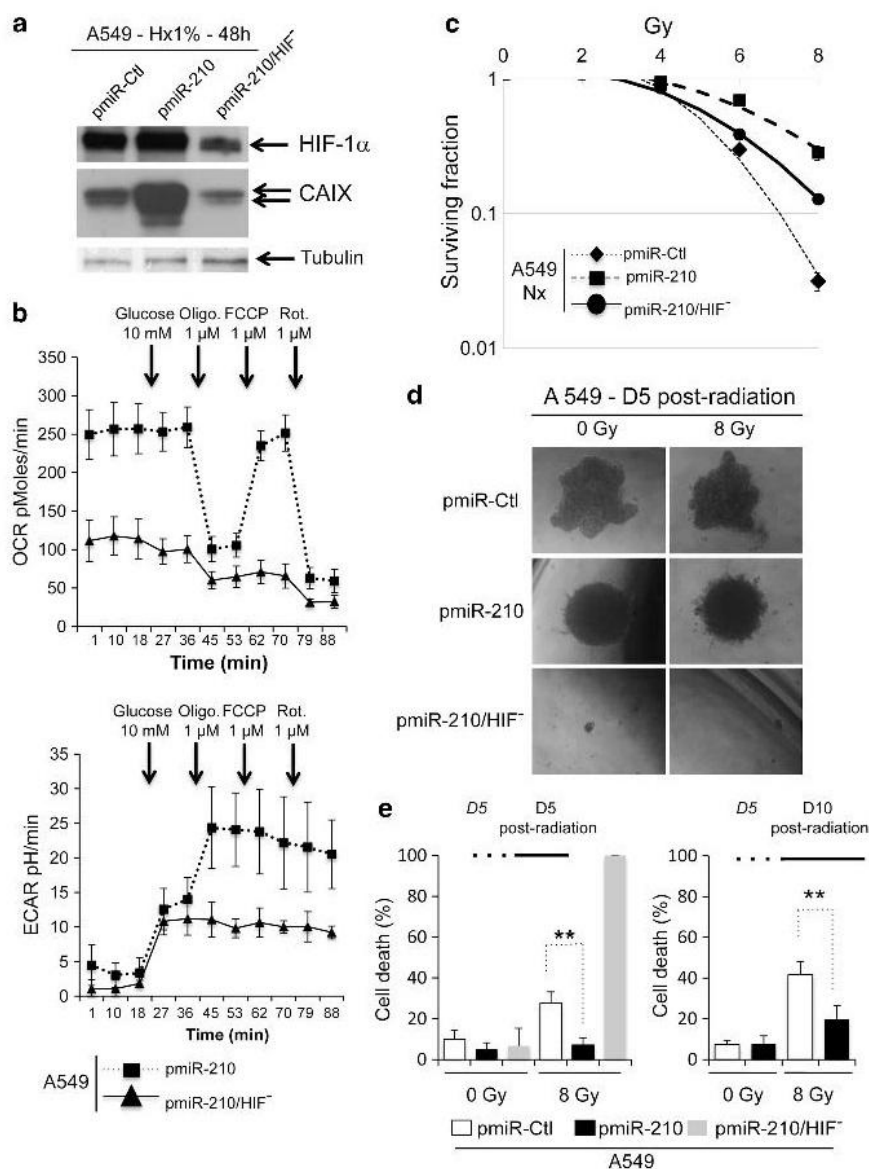 a
A549 - Hx1% - 48h
pmiR-Ctl
pmiR-210
pmiR-210/HIF⁻
HIF-1α
CAIX
Tubulin
b
Glucose Oligo. FCCP Rot.
10 mM 1 µM 1 µM 1 µM
350
300
250
200
150
100
50
0
OCR pMoles/min
1 10 18 27 36 45 53 62 70 79 88
Time (min)
Glucose Oligo. FCCP Rot.
10 mM 1 µM 1 µM 1 µM
35
30
25
20
15
10
5
0
ECAR pH/min
1 10 18 27 36 45 53 62 70 79 88
Time (min)
A549
pmiR-210
pmiR-210/HIF⁻
c
Gy
0 2 4 6 8
1
0.1
0.01
Surviving fraction
A549
Nx
pmiR-Ctl
pmiR-210
pmiR-210/HIF⁻
d
A 549 - D5 post-radiation
0 Gy 8 Gy
pmiR-Ctl
pmiR-210
pmiR-210/HIF⁻
e
D5 D5
post-radiation
100
80
60
40
20
0
Cell death (%)
**
0 Gy 8 Gy
D5 D10
post-radiation
100
80
60
40
20
0
Cell death (%)
**
0 Gy 8 Gy
pmiR-Ctl pmiR-210 pmiR-210/HIF⁻
A549